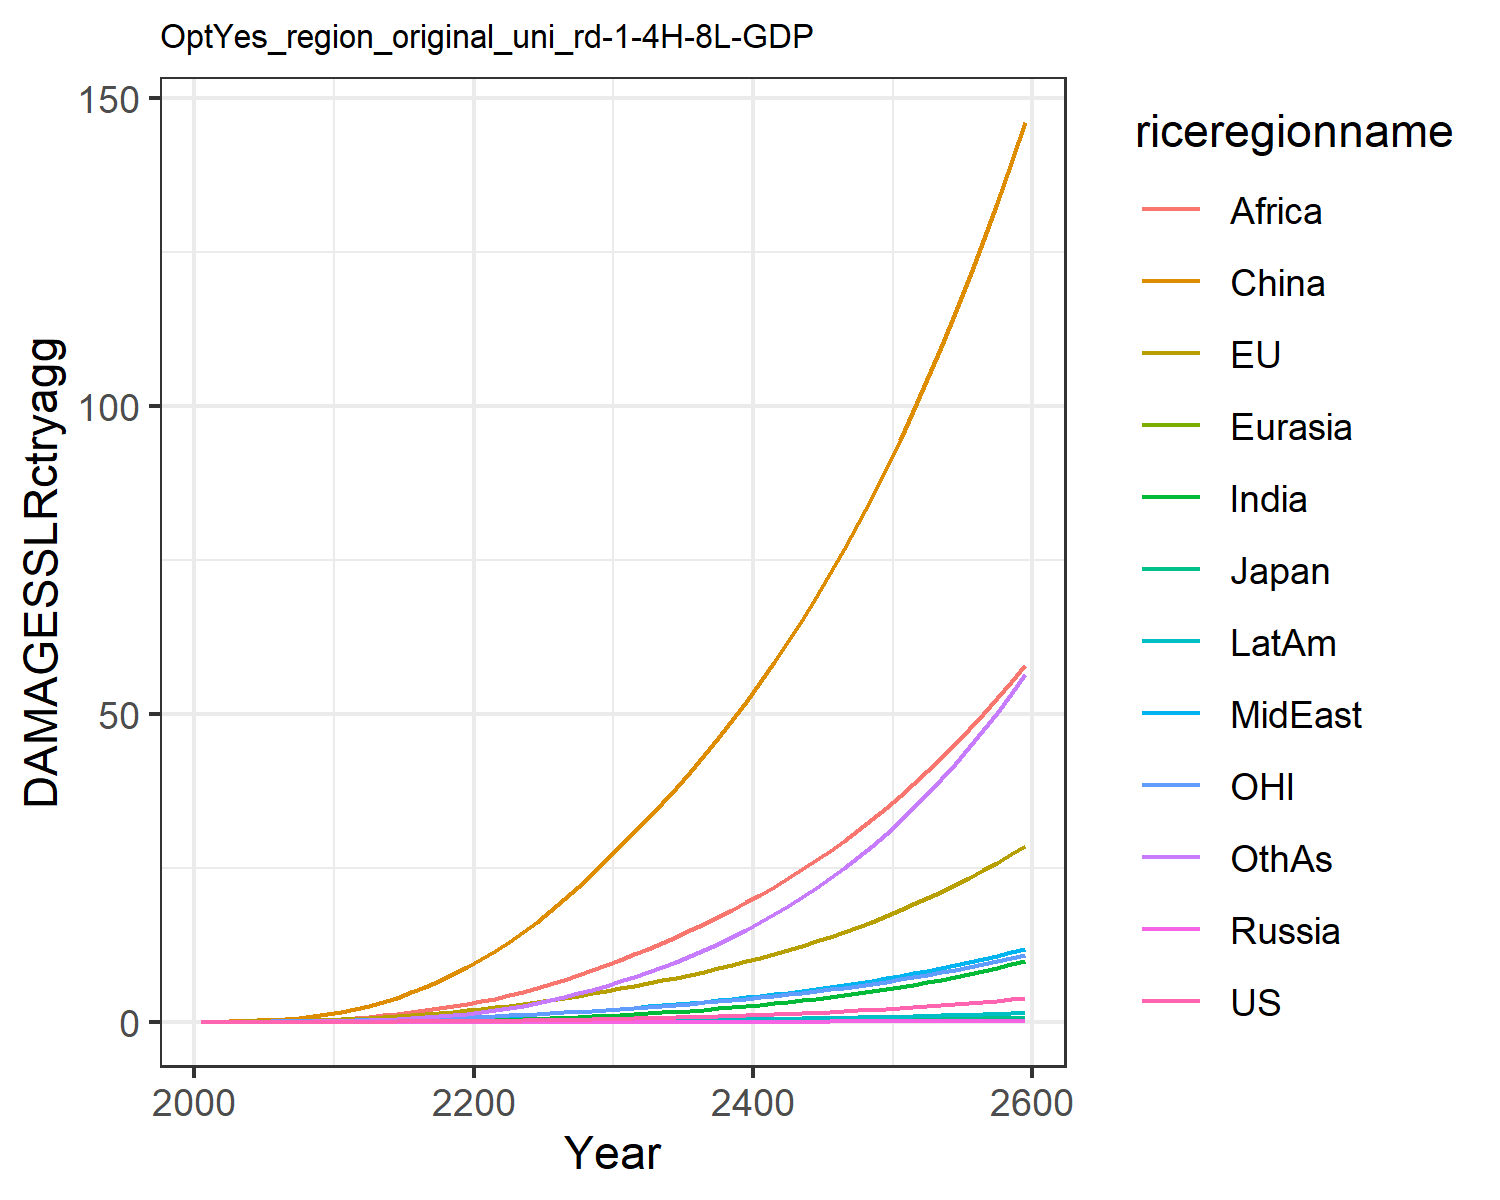 OptYes_region_original_uni_rd-1-4H-8L-GDP
150
100
50
0
DAMAGESSLRctryagg
2000
2200
2400
2600
Year
riceregionname
Africa
China
EU
Eurasia
India
Japan
LatAm
MidEast
OHI
OthAs
Russia
US